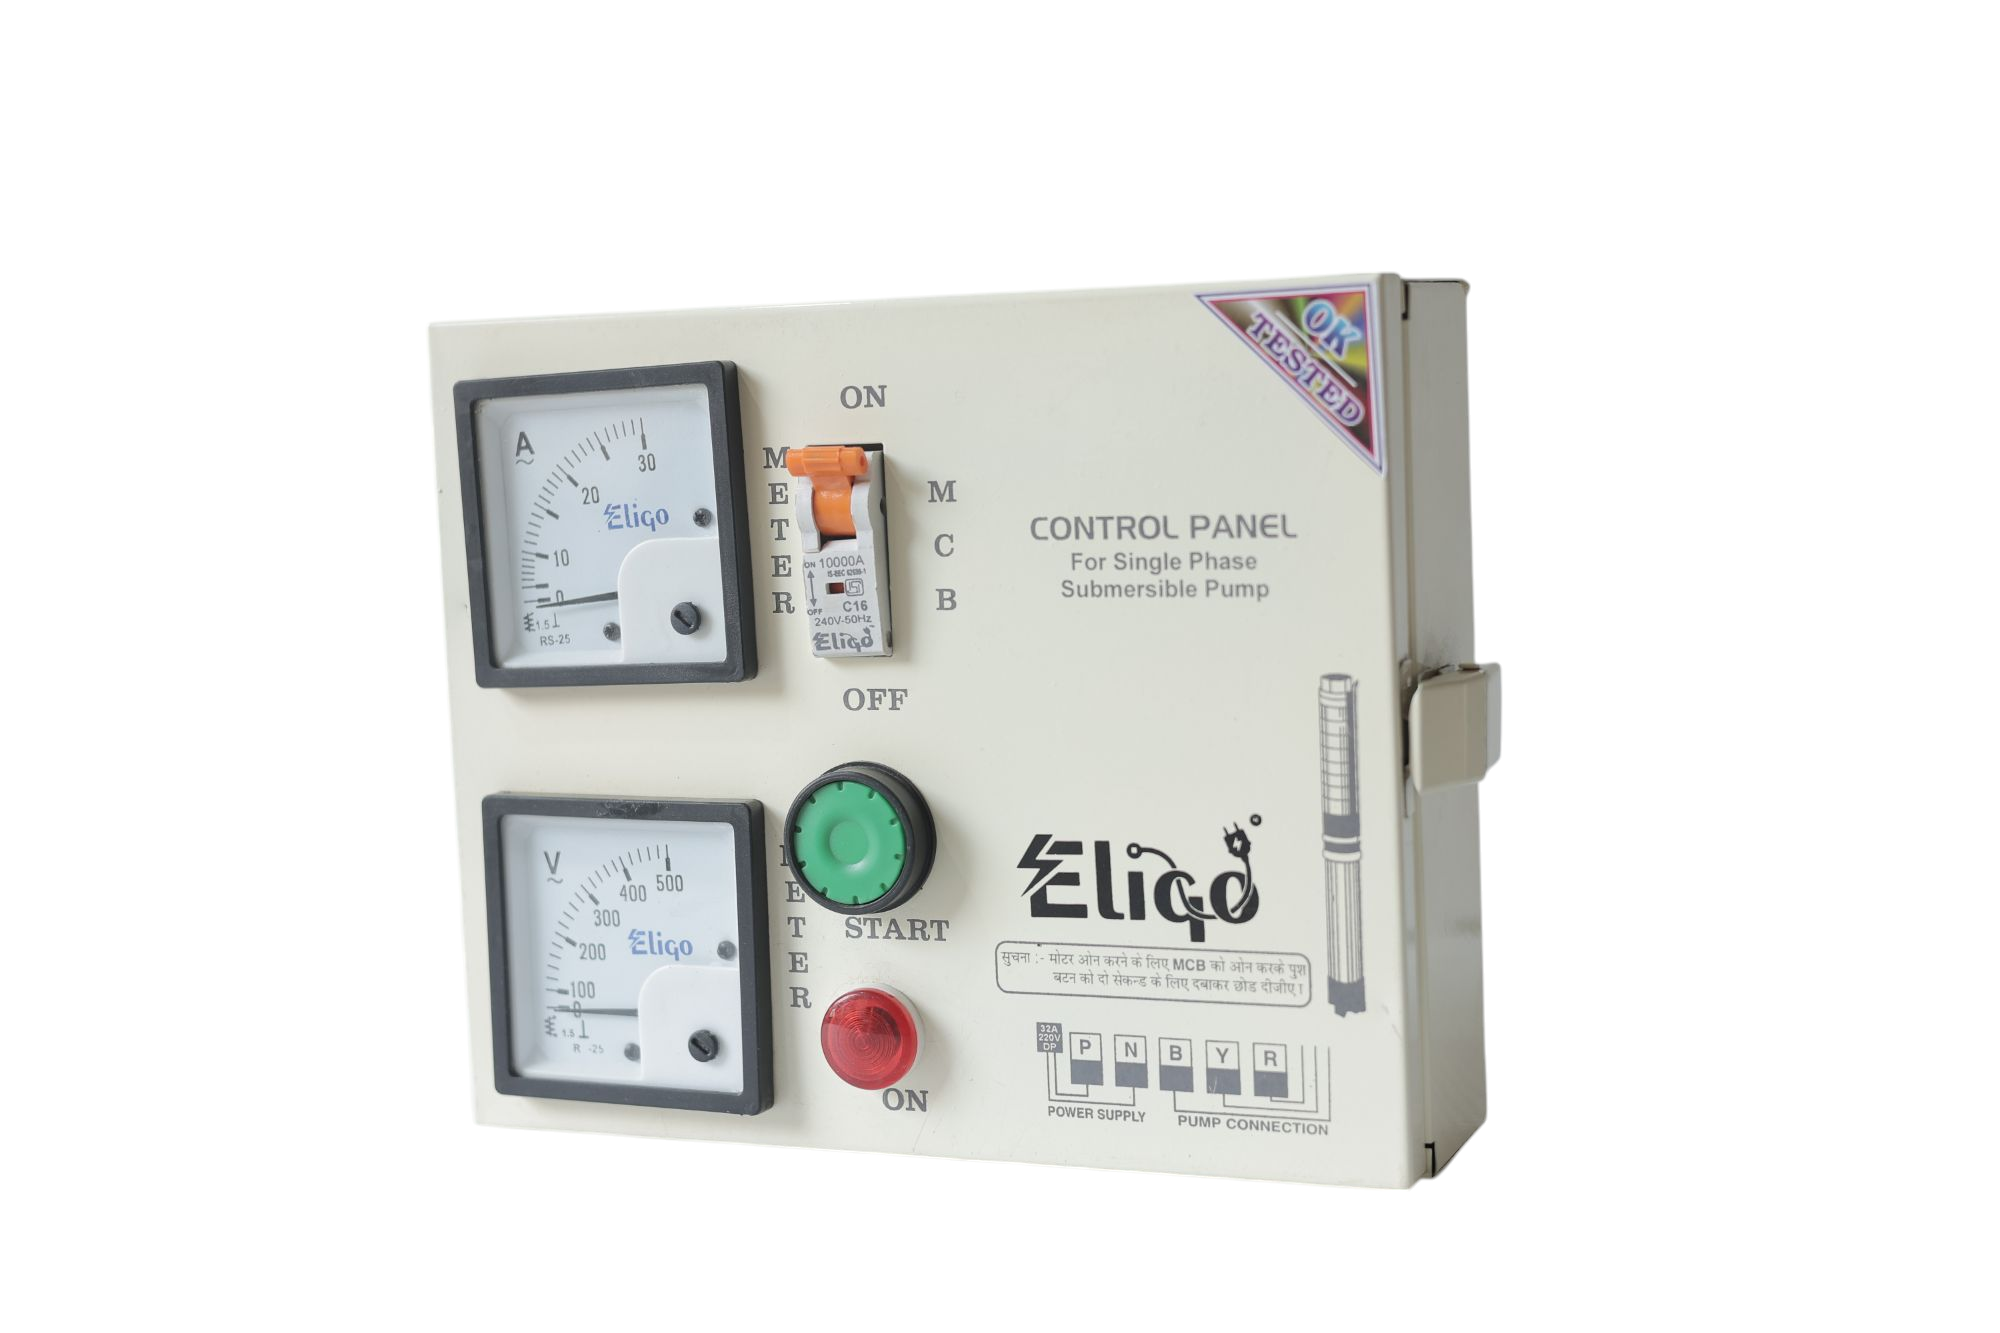 OK
TESTED
ON
METER
MCB
A
30
20
10
0
Eligo
1.5
RS-25
ON 10000A
OFF
C16
240V-50Hz
Eligo
OFF
CONTROL PANEL
For Single Phase
Submersible Pump
V
500
400
300
200
100
0
Eligo
1.5
R -25
ETER
START
ON
Eligo
सुचना :- मोटर ओन करने के लिए MCB को ओन करके पुश
बटन को दो सेकन्ड के लिए दबाकर छोड दीजीए।
32A
220V
DP
P N B Y R
POWER SUPPLY
PUMP CONNECTION